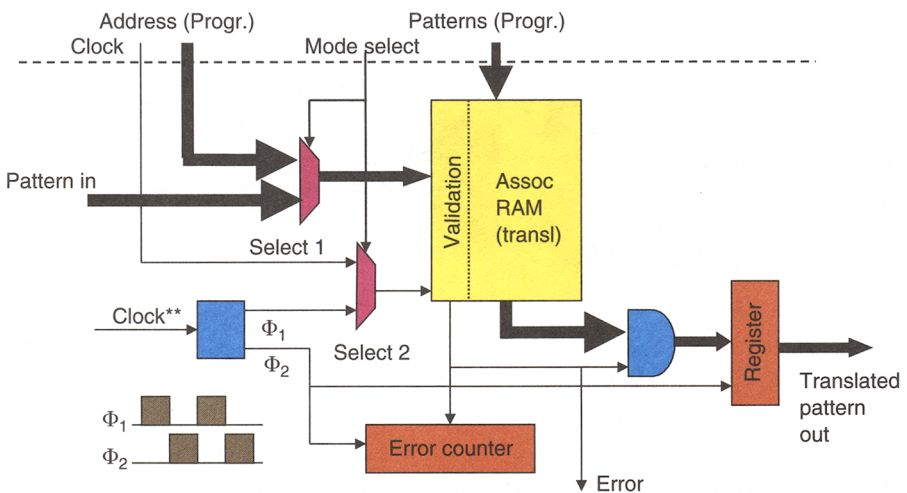 Address (Progr.)
Patterns (Progr.)
Clock
Mode select
Pattern in
Validation
Assoc
RAM
(transl)
Select 1
Clock**
Φ1
Φ2
Select 2
Register
Translated
pattern
out
Φ1
Φ2
Error counter
Error